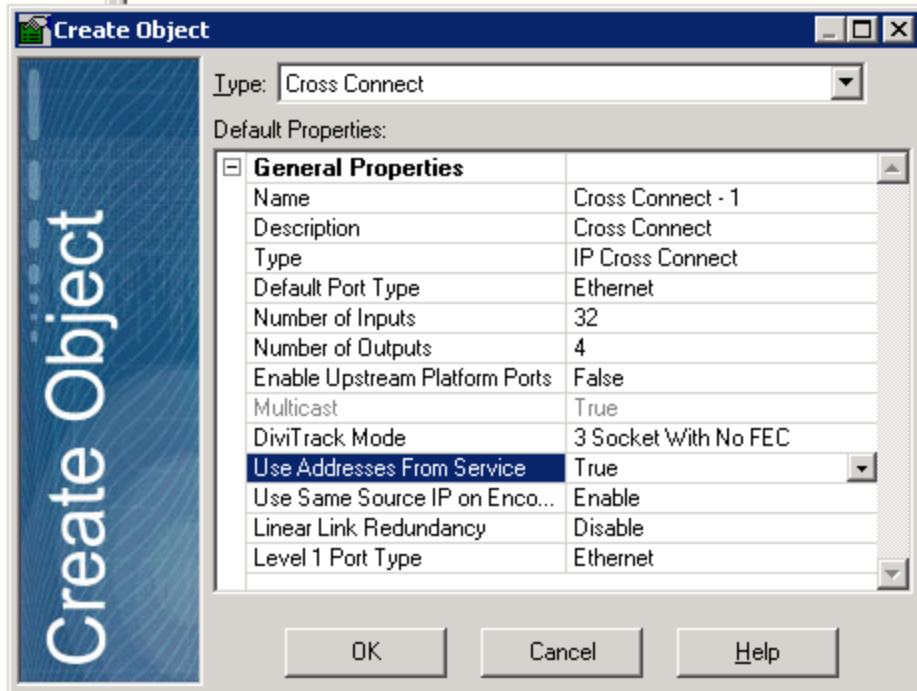 Create Object
Create Object
Type: Cross Connect
Default Properties:
General Properties
Name Cross Connect - 1
Description Cross Connect
Type IP Cross Connect
Default Port Type Ethernet
Number of Inputs 32
Number of Outputs 4
Enable Upstream Platform Ports False
Multicast True
DiviTrack Mode 3 Socket With No FEC
Use Addresses From Service True
Use Same Source IP on Enco... Enable
Linear Link Redundancy Disable
Level 1 Port Type Ethernet
OK Cancel Help